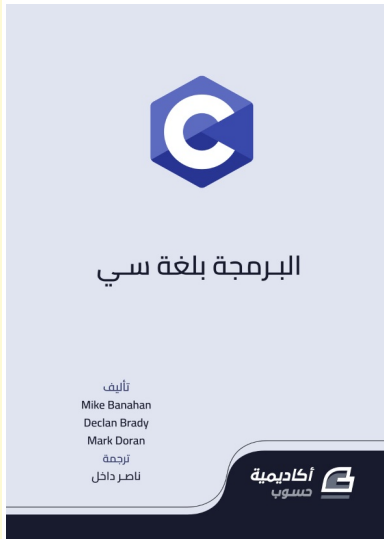 البرمجة بلغة سي
تأليف
Mike Banahan
Declan Brady
Mark Doran
ترجمة
ناصر داخل
أكاديمية
حسوب